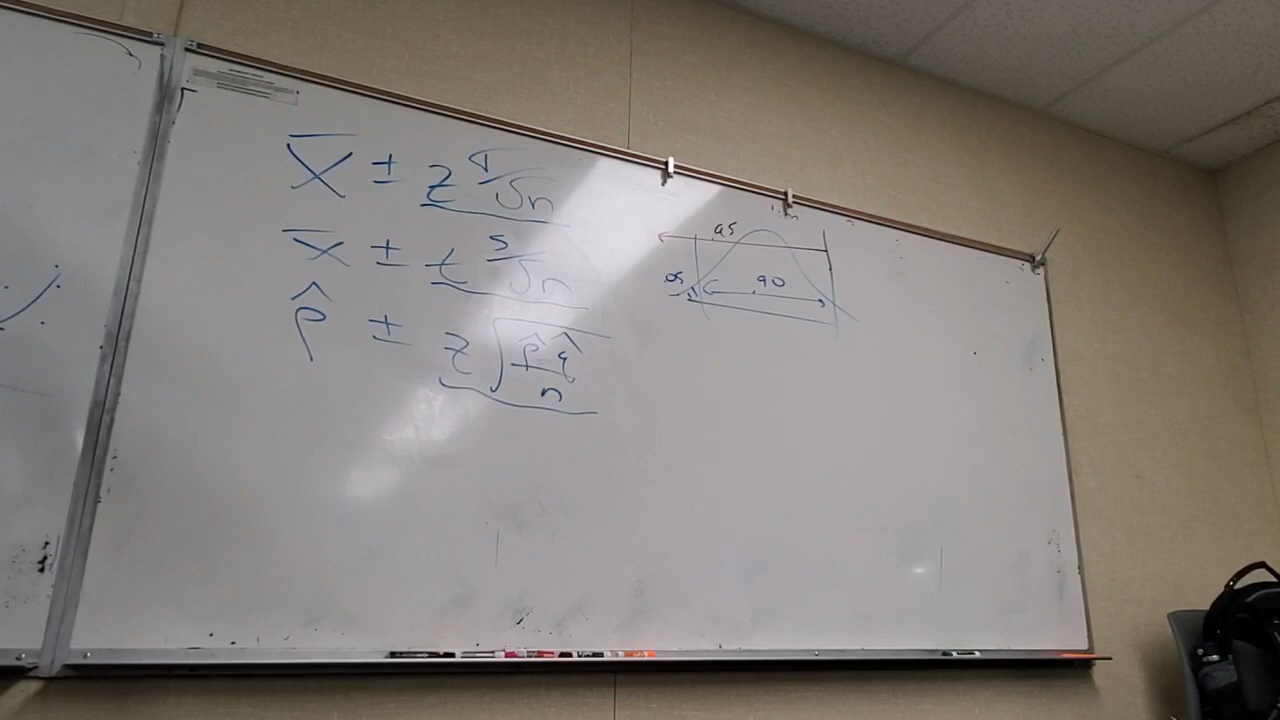 x̄ ± z σ/√n
x̄ ± t s/√n
p̂ ± z √(p̂ q̂ / n)
.95
.05 .90